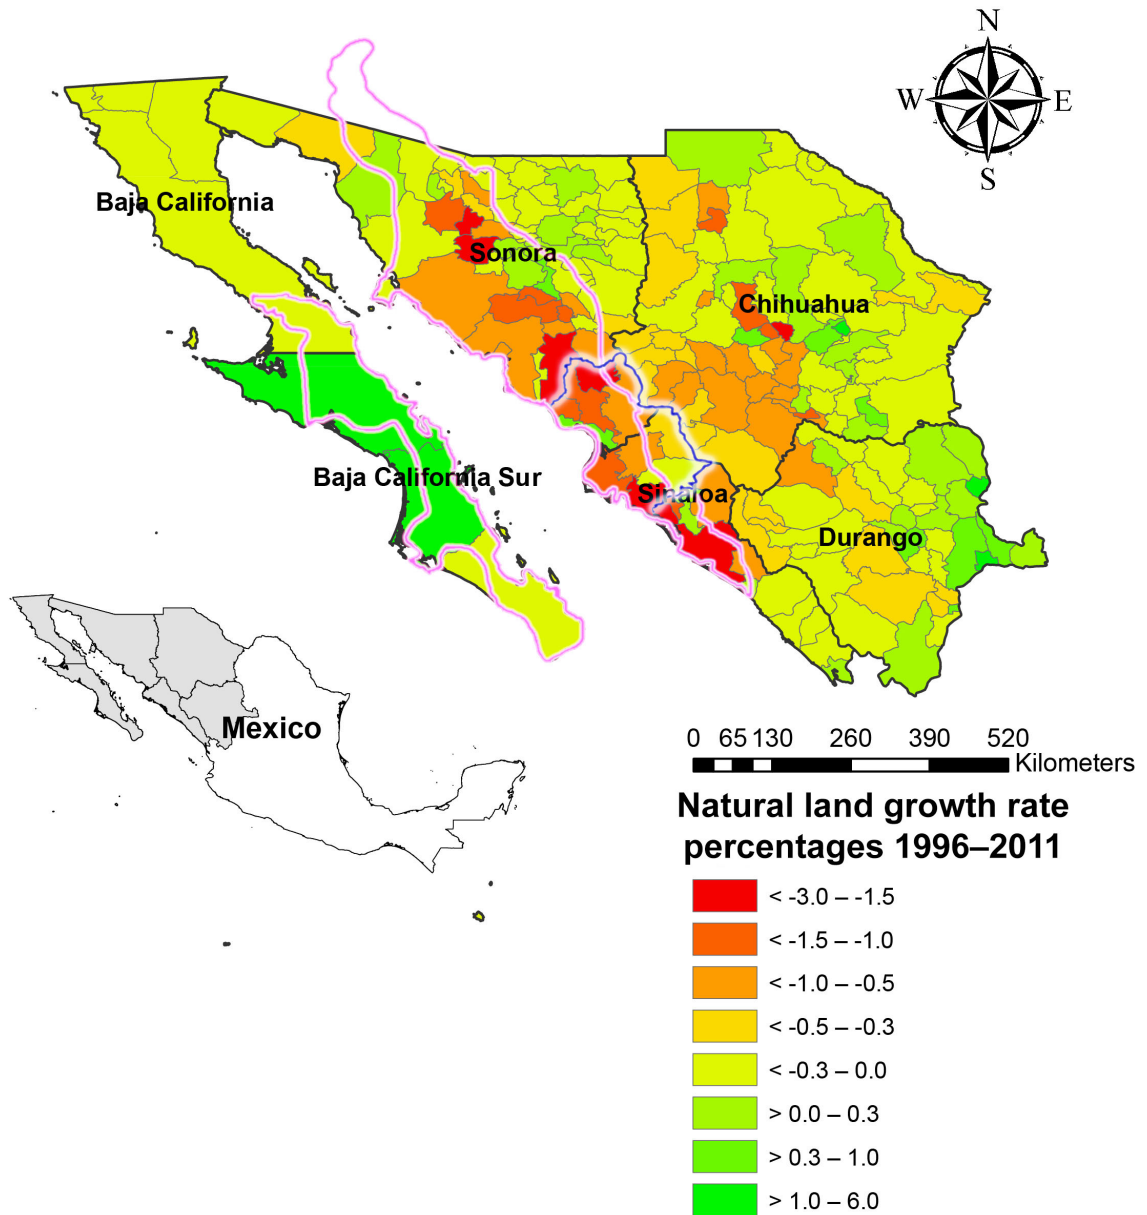 N
W
E
S
Baja California
Sonora
Chihuahua
Baja California Sur
Sinaloa
Durango
Mexico
0 65 130 260 390 520
Kilometers
Natural land growth rate
percentages 1996–2011
< -3.0 – -1.5
< -1.5 – -1.0
< -1.0 – -0.5
< -0.5 – -0.3
< -0.3 – 0.0
> 0.0 – 0.3
> 0.3 – 1.0
> 1.0 – 6.0